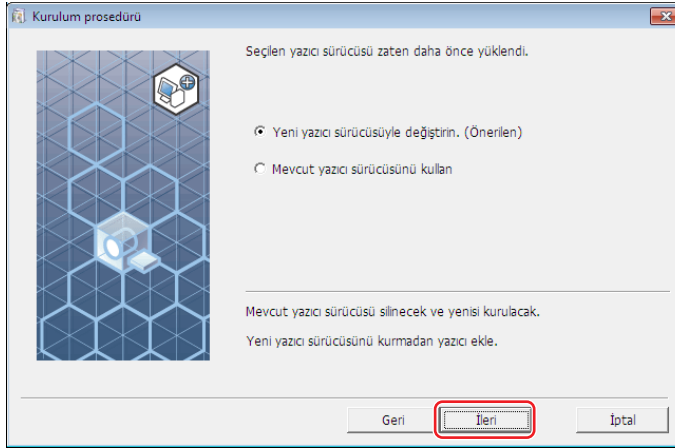 Kurulum prosedürü
Seçilen yazıcı sürücüsü zaten daha önce yüklendi.
Yeni yazıcı sürücüsüyle değiştirin. (Önerilen)
Mevcut yazıcı sürücüsünü kullan
Mevcut yazıcı sürücüsü silinecek ve yenisi kurulacak.
Yeni yazıcı sürücüsünü kurmadan yazıcı ekle.
Geri İleri İptal